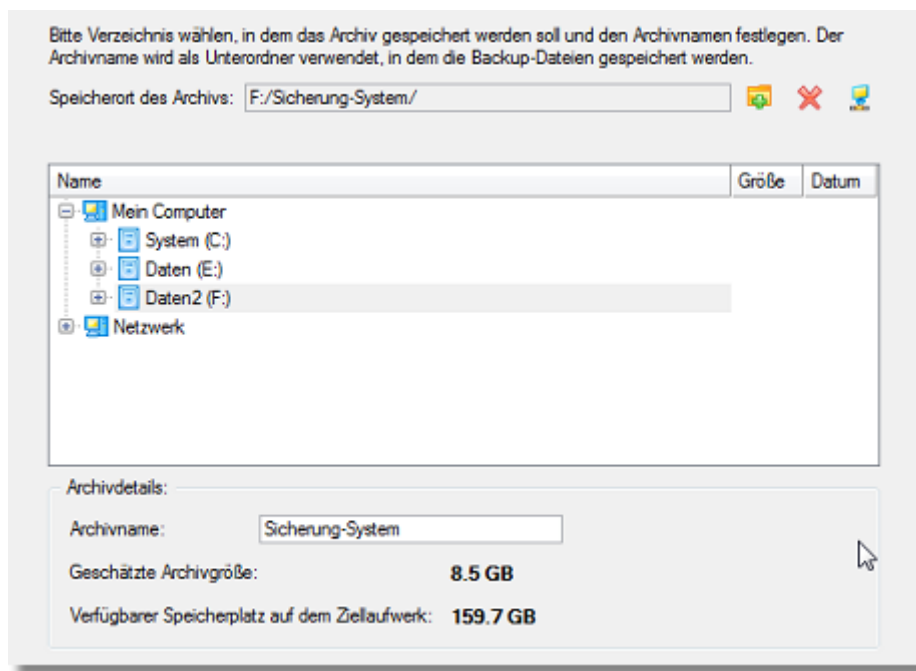 Bitte Verzeichnis wählen, in dem das Archiv gespeichert werden soll und den Archivnamen festlegen. Der
Archivname wird als Unterordner verwendet, in dem die Backup-Dateien gespeichert werden.
Speicherort des Archivs: F:/Sicherung-System/
Name Größe Datum
Mein Computer
System (C:)
Daten (E:)
Daten2 (F:)
Netzwerk
Archivdetails:
Archivname: Sicherung-System
Geschätzte Archivgröße: 8.5 GB
Verfügbarer Speicherplatz auf dem Ziellaufwerk: 159.7 GB